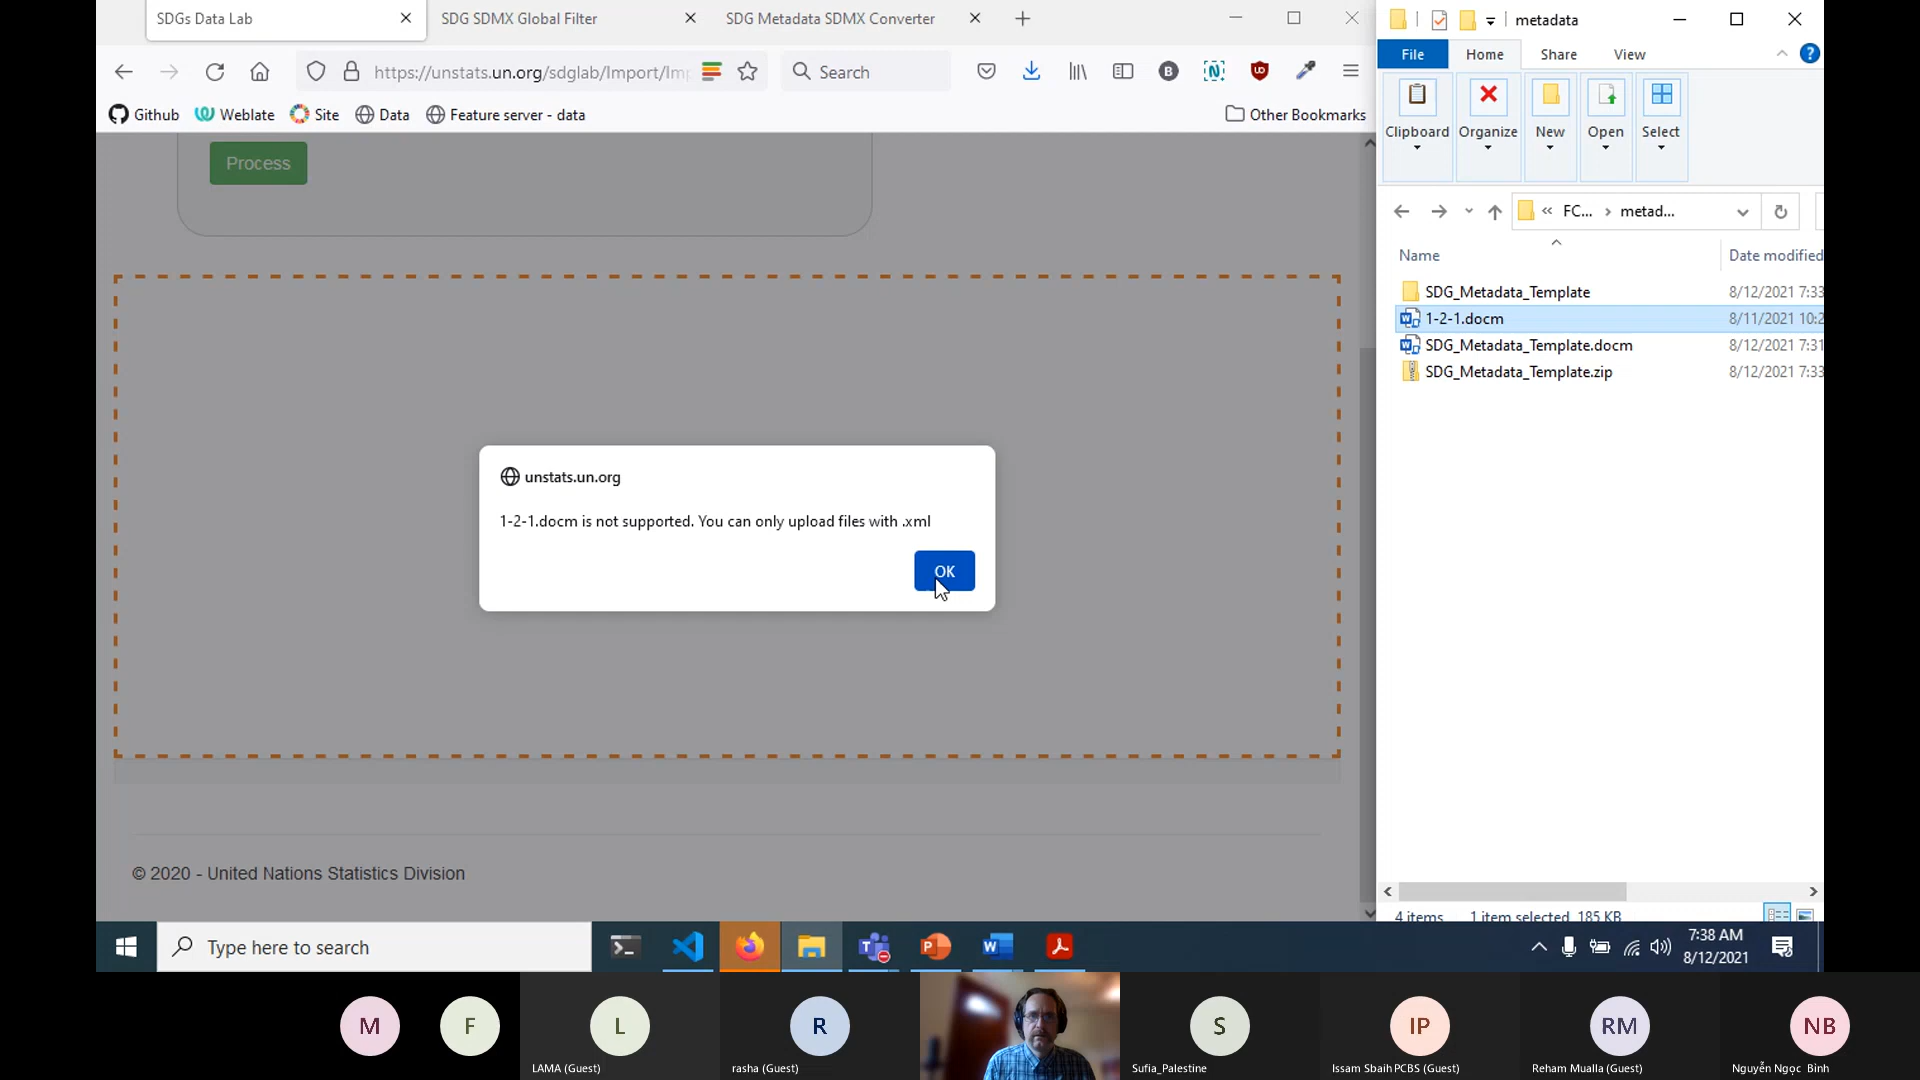 SDGs Data Lab
SDG SDMX Global Filter
SDG Metadata SDMX Converter
https://unstats.un.org/sdglab/Import/Im
Search
Github
Weblate
Site
Data
Feature server - data
Other Bookmarks
Process
unstats.un.org
1-2-1.docm is not supported. You can only upload files with .xml
OK
© 2020 - United Nations Statistics Division
metadata
File
Home
Share
View
Clipboard
Organize
New
Open
Select
« FC... › metad...
Name
Date modified
SDG_Metadata_Template
8/12/2021 7:33
1-2-1.docm
8/11/2021 10:2
SDG_Metadata_Template.docm
8/12/2021 7:31
SDG_Metadata_Template.zip
8/12/2021 7:33
4 items
1 item selected 185 KB
Type here to search
7:38 AM
8/12/2021
M
F
L
LAMA (Guest)
R
rasha (Guest)
S
Sufia_Palestine
IP
Issam Sbaih PCBS (Guest)
RM
Reham Mualla (Guest)
NB
Nguyễn Ngọc Bình